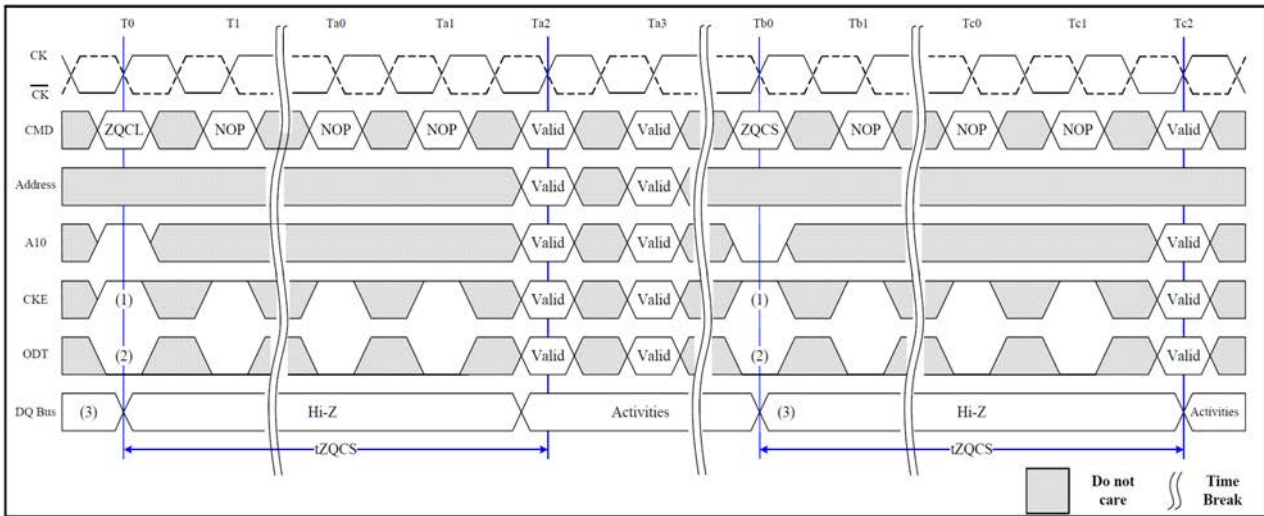 T0 T1 Ta0 Ta1 Ta2 Ta3 Tb0 Tb1 Tc0 Tc1 Tc2
CK
CK
CMD ZQCL NOP NOP NOP Valid Valid ZQCS NOP NOP NOP Valid
Address Valid Valid
A10 Valid Valid Valid
CKE (1) Valid Valid (1) Valid
ODT (2) Valid Valid (2) Valid
DQ Bus (3) Hi-Z Activities (3) Hi-Z Activities
tZQCS tZQCS
Do not care
Time Break